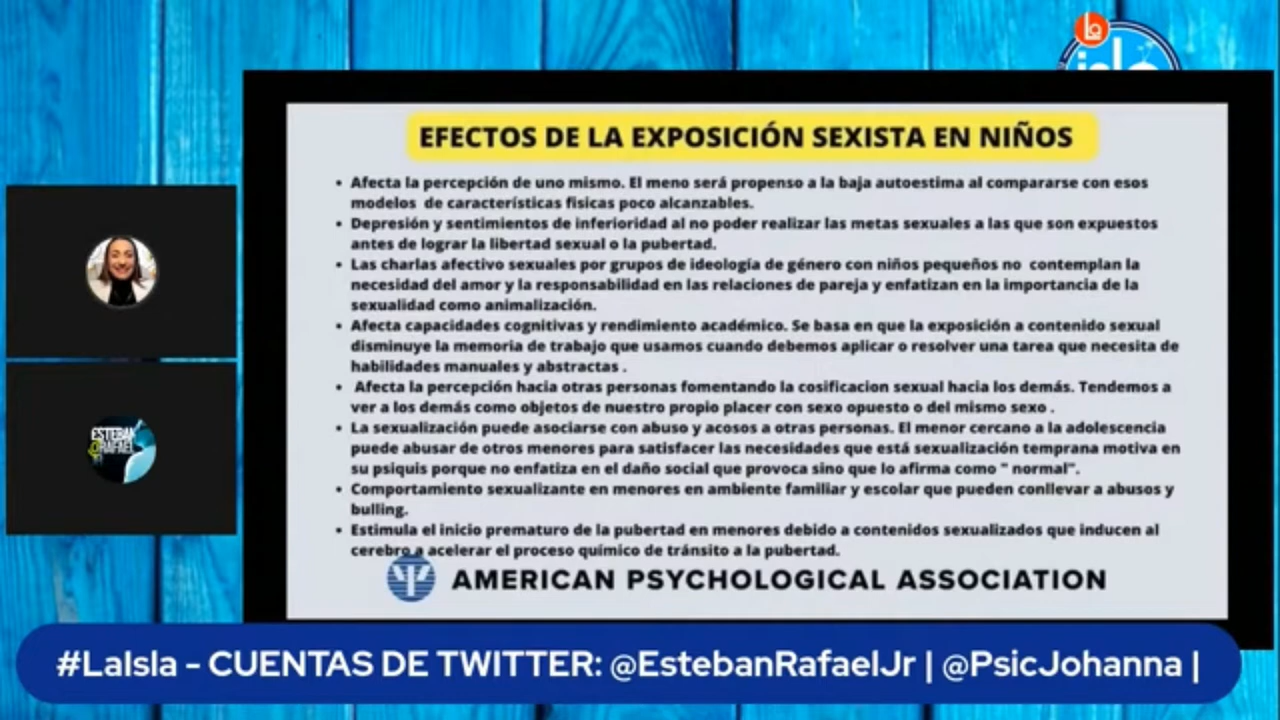 la
isla
EFECTOS DE LA EXPOSICIÓN SEXISTA EN NIÑOS
• Afecta la percepción de uno mismo. El meno será propenso a la baja autoestima al compararse con esos
modelos de características fisicas poco alcanzables.
• Depresión y sentimientos de inferioridad al no poder realizar las metas sexuales a las que son expuestos
antes de lograr la libertad sexual o la pubertad.
• Las charlas afectivo sexuales por grupos de ideología de género con niños pequeños no contemplan la
necesidad del amor y la responsabilidad en las relaciones de pareja y enfatizan en la importancia de la
sexualidad como animalización.
• Afecta capacidades cognitivas y rendimiento académico. Se basa en que la exposición a contenido sexual
disminuye la memoria de trabajo que usamos cuando debemos aplicar o resolver una tarea que necesita de
habilidades manuales y abstractas .
• Afecta la percepción hacia otras personas fomentando la cosificacion sexual hacia los demás. Tendemos a
ver a los demás como objetos de nuestro propio placer con sexo opuesto o del mismo sexo .
• La sexualización puede asociarse con abuso y acosos a otras personas. El menor cercano a la adolescencia
puede abusar de otros menores para satisfacer las necesidades que está sexualización temprana motiva en
su psiquis porque no enfatiza en el daño social que provoca sino que lo afirma como " normal".
• Comportamiento sexualizante en menores en ambiente familiar y escolar que pueden conllevar a abusos y
bulling.
• Estimula el inicio prematuro de la pubertad en menores debido a contenidos sexualizados que inducen al
cerebro a acelerar el proceso químico de tránsito a la pubertad.
AMERICAN PSYCHOLOGICAL ASSOCIATION
ESTEBAN
@RAFAEL
#LaIsla - CUENTAS DE TWITTER: @EstebanRafaelJr | @PsicJohanna |